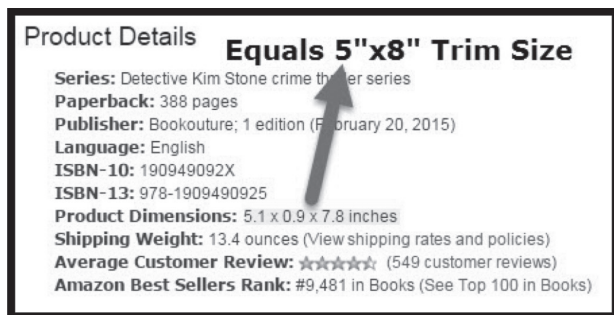 Product Details
Equals 5"x8" Trim Size
Series: Detective Kim Stone crime thriller series
Paperback: 388 pages
Publisher: Bookouture; 1 edition (February 20, 2015)
Language: English
ISBN-10: 190949092X
ISBN-13: 978-1909490925
Product Dimensions: 5.1 x 0.9 x 7.8 inches
Shipping Weight: 13.4 ounces (View shipping rates and policies)
Average Customer Review: (549 customer reviews)
Amazon Best Sellers Rank: #9,481 in Books (See Top 100 in Books)